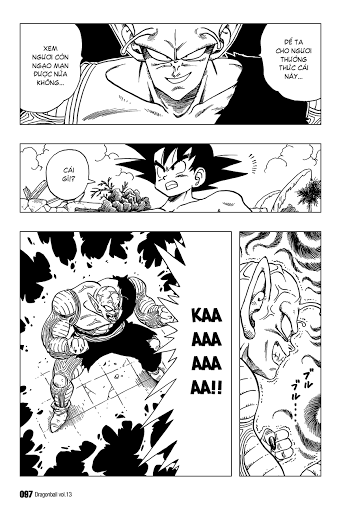 ĐỂ TA
CHO NGƯƠI
THƯỞNG
THỨC CÁI
NÀY...
XEM
NGƯƠI CÒN
NGẠO MẠN
ĐƯỢC NỮA
KHÔNG...
CÁI
GÌ?
ブル
ブル
KAA
AAA
AAA
AA!!
097 Dragonball vol.13